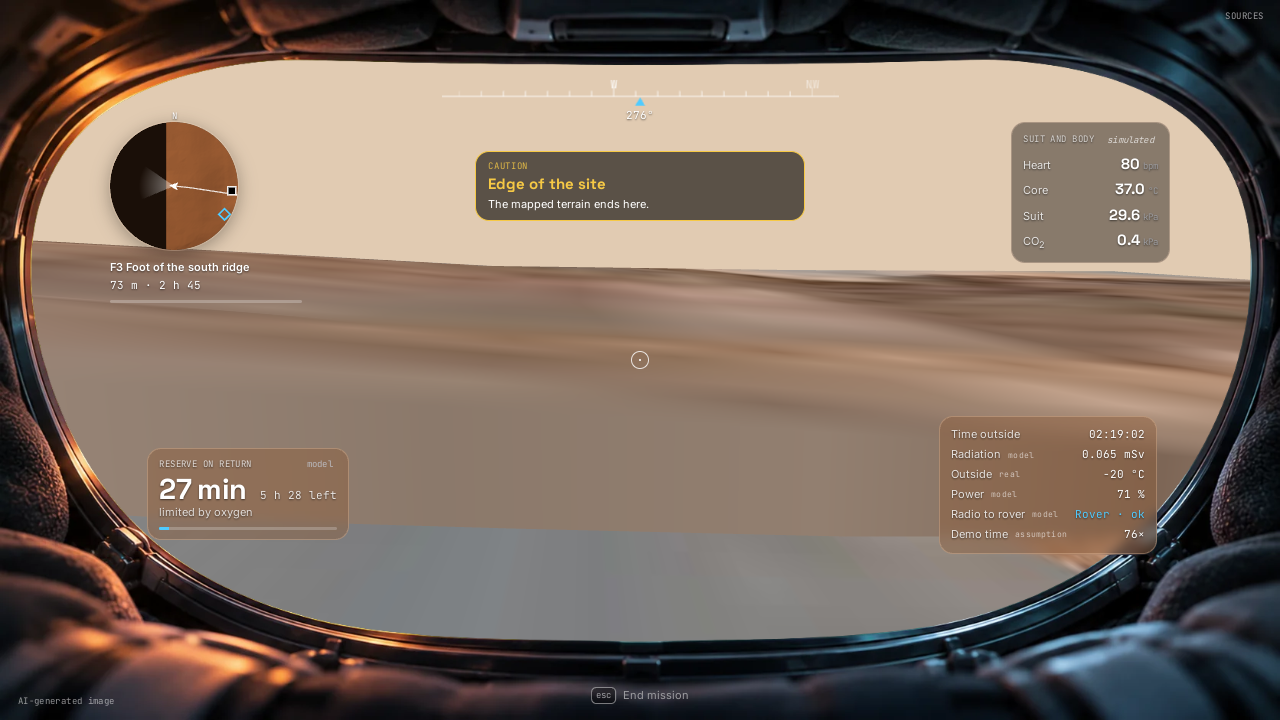 SOURCES
W NW
276°
N
CAUTION
Edge of the site
The mapped terrain ends here.
SUIT AND BODY simulated
Heart 80 bpm
Core 37.0 °C
Suit 29.6 kPa
CO2 0.4 kPa
F3 Foot of the south ridge
73 m · 2 h 45
RESERVE ON RETURN model
27 min 5 h 28 left
limited by oxygen
Time outside 02:19:02
Radiation model 0.065 mSv
Outside real -20 °C
Power model 71 %
Radio to rover model Rover · ok
Demo time assumption 76×
esc End mission
AI-generated image